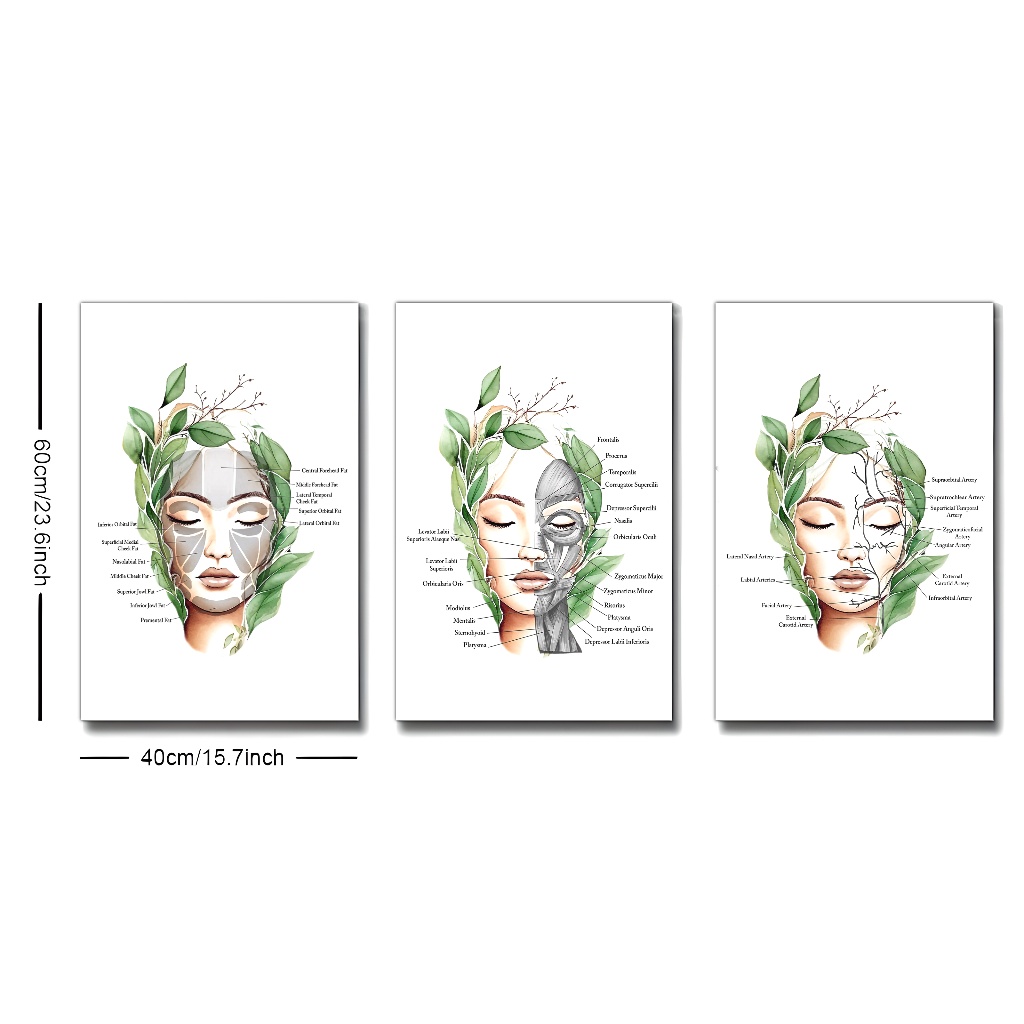 60cm/23.6inch
40cm/15.7inch
Central Forehead Fat
Middle Forehead Fat
Lateral Temporal
Cheek Fat
Superior Orbital Fat
Lateral Orbital Fat
Inferior Orbital Fat
Superficial Medial
Cheek Fat
Nasolabial Fat
Middle Cheek Fat
Superior Jowl Fat
Inferior Jowl Fat
Premental Fat
Frontalis
Procerus
Temporalis
Corrugator Supercilii
Depressor Supercilii
Nasalis
Orbicularis Oculi
Levator Labii
Superioris Alaeque Nasi
Levator Labii
Superioris
Orbicularis Oris
Modiolus
Mentalis
Sternohyoid
Platysma
Zygomaticus Major
Zygomaticus Minor
Risorius
Platysma
Depressor Anguli Oris
Depressor Labii Inferioris
Supraorbital Artery
Supratrochlear Artery
Superficial Temporal
Artery
Zygomaticofacial
Artery
Angular Artery
Lateral Nasal Artery
Labial Arteries
Facial Artery
External
Carotid Artery
External
Carotid Artery
Infraorbital Artery